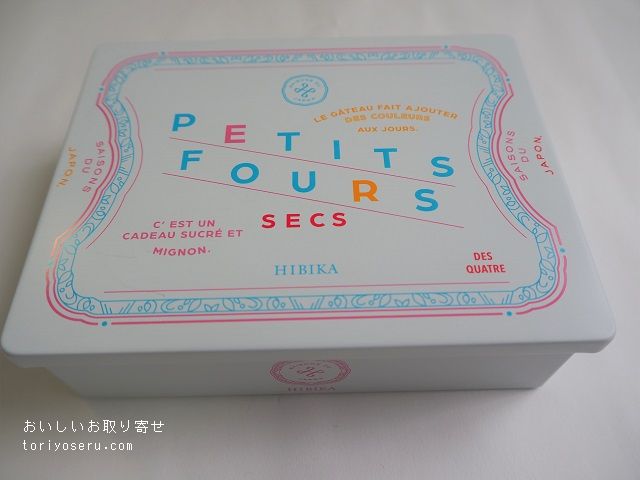 LE GÂTEAU FAIT AJOUTER
DES COULEURS
AUX JOURS.
PETITS
FOURS
SECS
C'EST UN
CADEAU SUCRÉ ET
MIGNON.
HIBIKA
DES
QUATRE
SAISONS
DU
JAPON.
SAISONS
DU
JAPON.
HIBIKA
おいしいお取り寄せ
toriyoseru.com